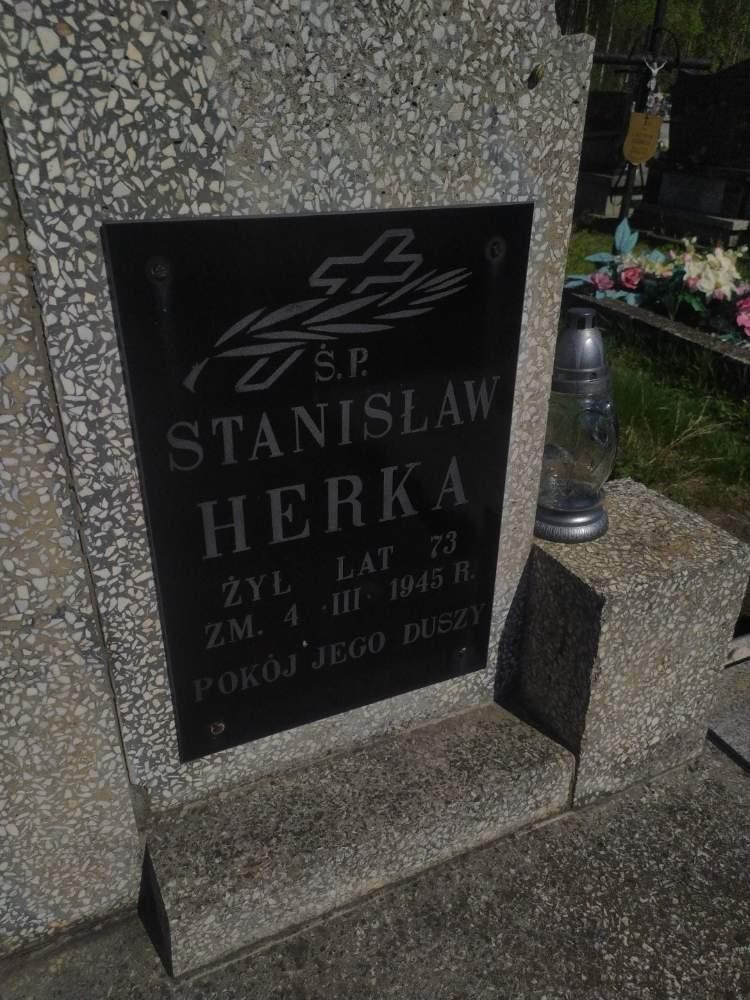 Ś.P.
STANISŁAW
HERKA
ŻYŁ LAT 73
ZM. 4 ·III· 1945 R.
POKÓJ JEGO DUSZY